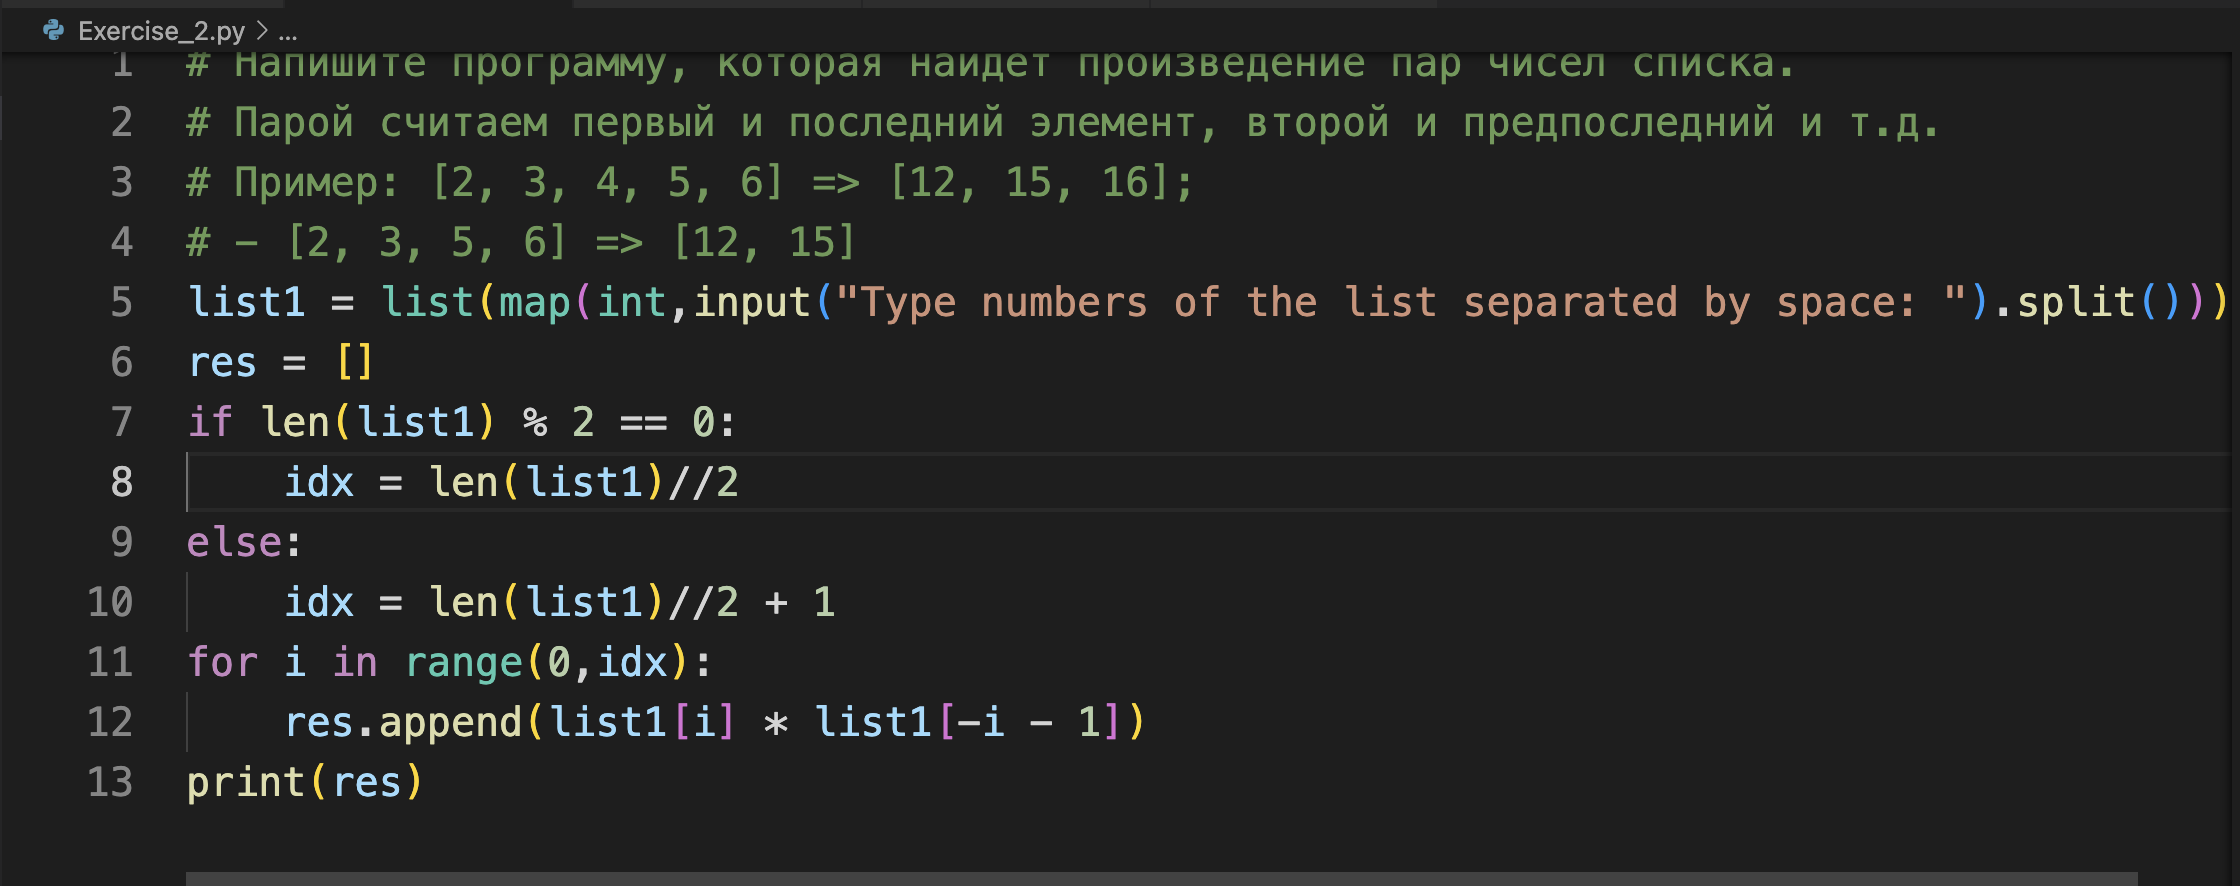 Exercise_2.py > ...
1 # Напишите программу, которая найдет произведение пар чисел списка.
2 # Парой считаем первый и последний элемент, второй и предпоследний и т.д.
3 # Пример: [2, 3, 4, 5, 6] => [12, 15, 16];
4 # - [2, 3, 5, 6] => [12, 15]
5 list1 = list(map(int,input("Type numbers of the list separated by space: ").split()))
6 res = []
7 if len(list1) % 2 == 0:
8     idx = len(list1)//2
9 else:
10     idx = len(list1)//2 + 1
11 for i in range(0,idx):
12     res.append(list1[i] * list1[-i - 1])
13 print(res)